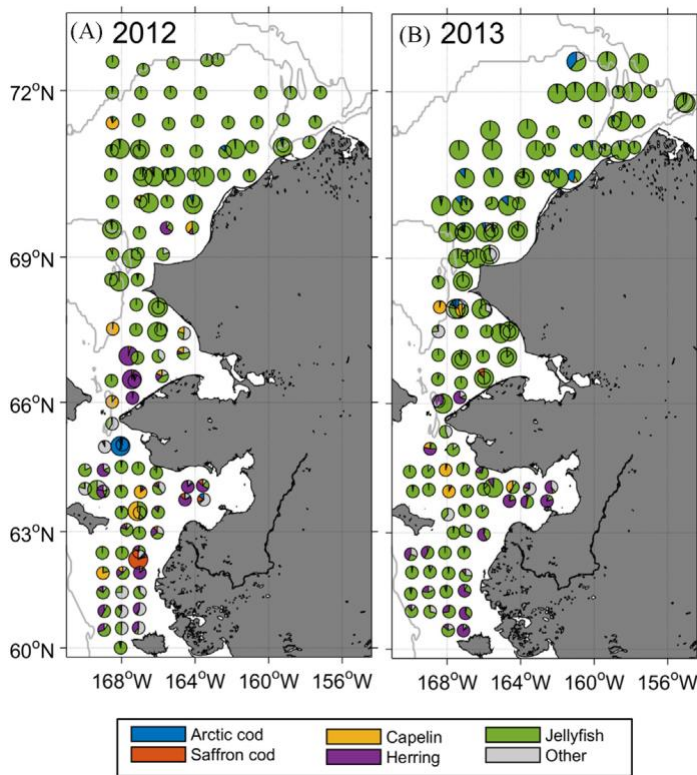 (A) 2012
(B) 2013
72°N
69°N
66°N
63°N
60°N
168°W 164°W 160°W 156°W
168°W 164°W 160°W 156°W
Arctic cod Capelin Jellyfish
Saffron cod Herring Other